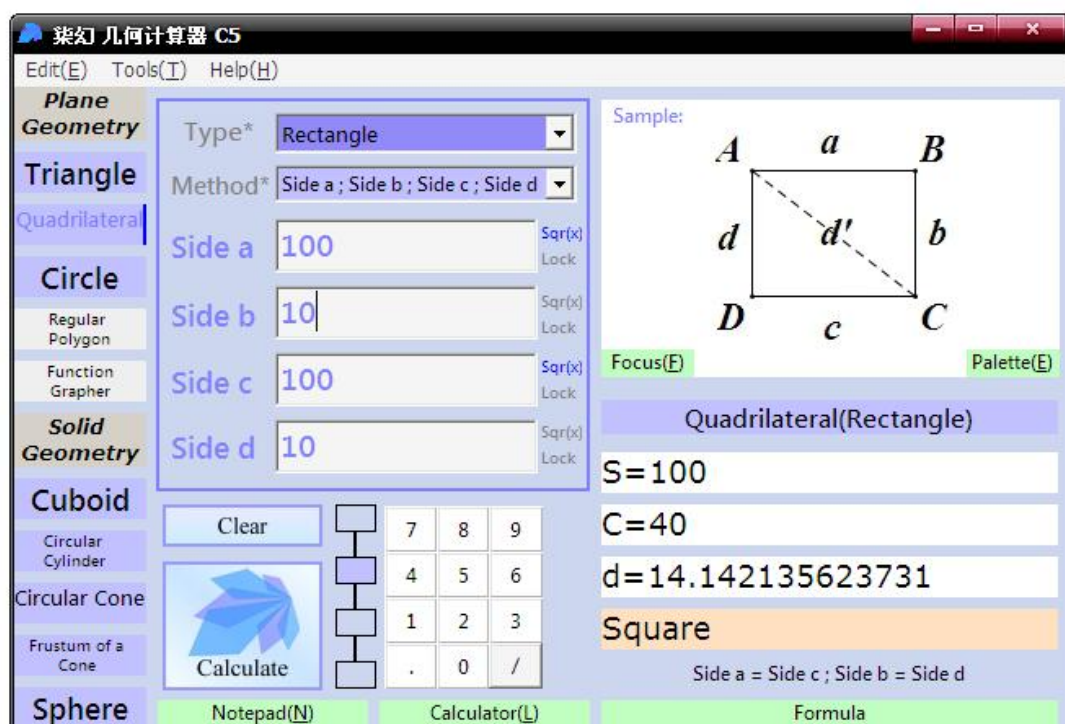 柒幻 几何计算器 C5
Edit(E) Tools(T) Help(H)
Plane
Geometry
Triangle
Quadrilateral
Circle
Regular
Polygon
Function
Grapher
Solid
Geometry
Cuboid
Circular
Cylinder
Circular Cone
Frustum of a
Cone
Sphere
Type* Rectangle
Method* Side a ; Side b ; Side c ; Side d
Side a 100 Sqr(x)
Lock
Side b 10 Sqr(x)
Lock
Side c 100 Sqr(x)
Lock
Side d 10 Sqr(x)
Lock
Clear
Calculate
7 8 9
4 5 6
1 2 3
. 0 /
Notepad(N) Calculator(L)
Sample:
A a B
d d' b
D c C
Focus(F) Palette(E)
Quadrilateral(Rectangle)
S=100
C=40
d=14.142135623731
Square
Side a = Side c ; Side b = Side d
Formula